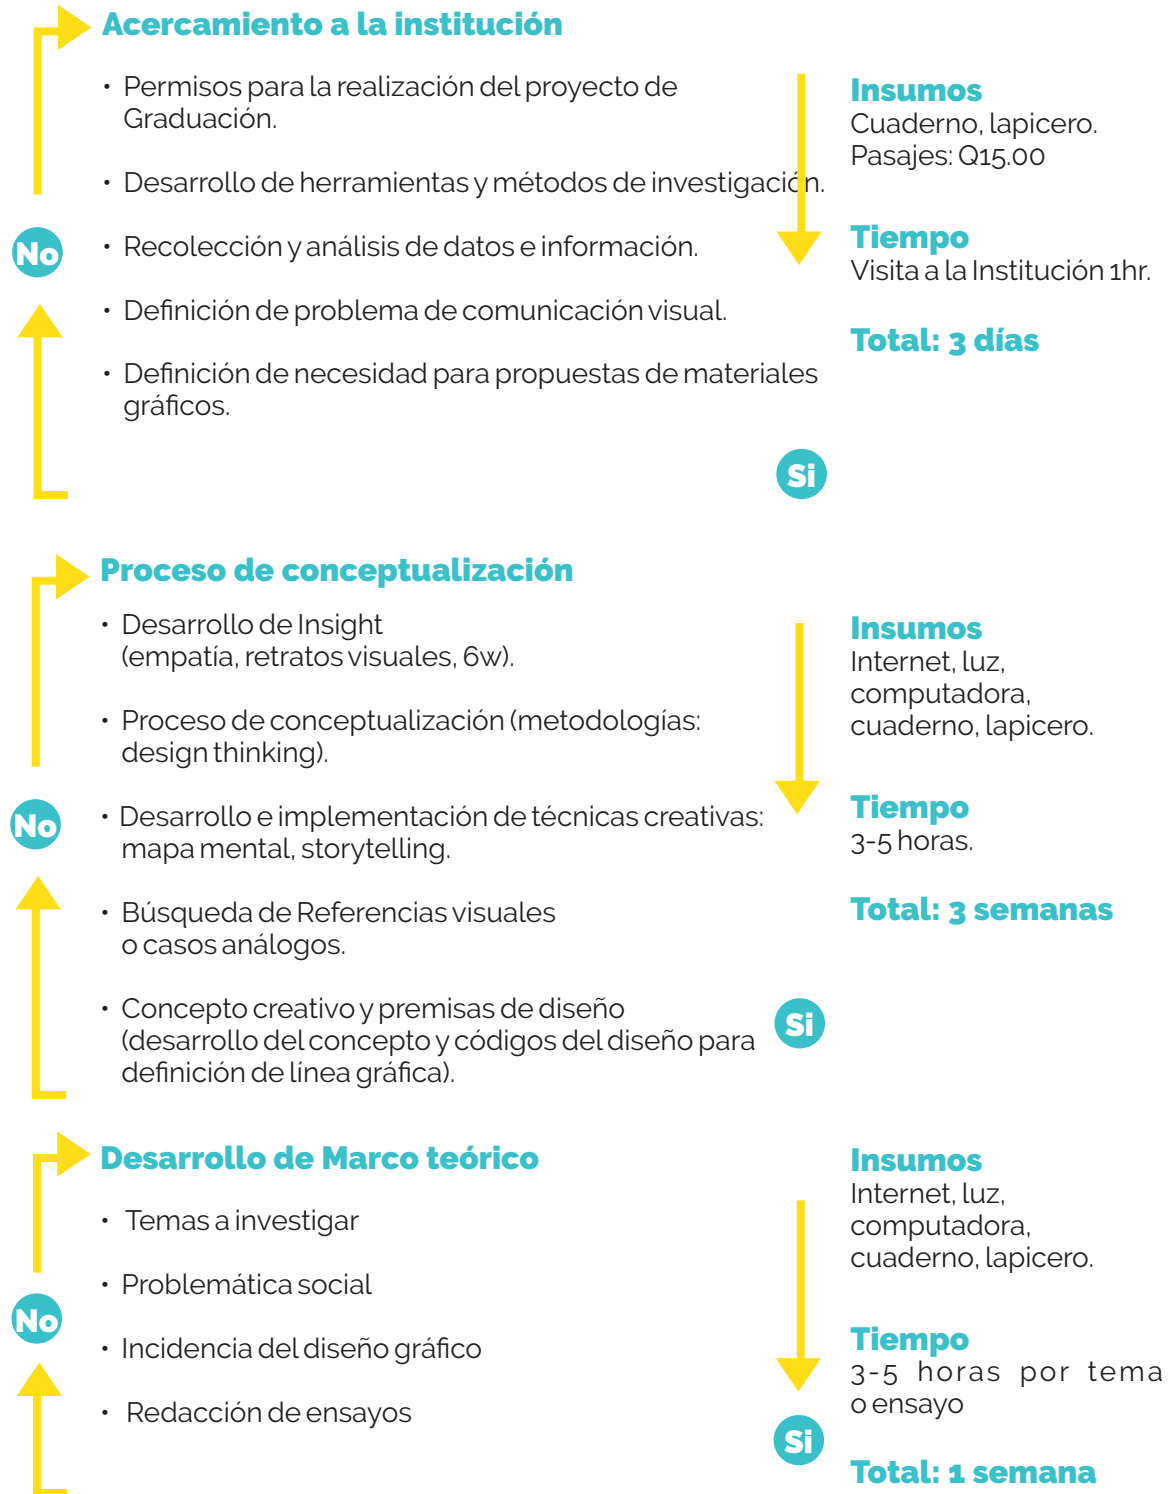 Acercamiento a la institución
• Permisos para la realización del proyecto de
Graduación.
• Desarrollo de herramientas y métodos de investigación.
• Recolección y análisis de datos e información.
• Definición de problema de comunicación visual.
• Definición de necesidad para propuestas de materiales
gráficos.
No
Insumos
Cuaderno, lapicero.
Pasajes: Q15.00
Tiempo
Visita a la Institución 1hr.
Total: 3 días
Si
Proceso de conceptualización
• Desarrollo de Insight
(empatía, retratos visuales, 6w).
• Proceso de conceptualización (metodologías:
design thinking).
• Desarrollo e implementación de técnicas creativas:
mapa mental, storytelling.
• Búsqueda de Referencias visuales
o casos análogos.
• Concepto creativo y premisas de diseño
(desarrollo del concepto y códigos del diseño para
definición de línea gráfica).
No
Insumos
Internet, luz,
computadora,
cuaderno, lapicero.
Tiempo
3-5 horas.
Total: 3 semanas
Si
Desarrollo de Marco teórico
• Temas a investigar
• Problemática social
• Incidencia del diseño gráfico
• Redacción de ensayos
No
Insumos
Internet, luz,
computadora,
cuaderno, lapicero.
Tiempo
3-5 horas por tema
o ensayo
Si
Total: 1 semana